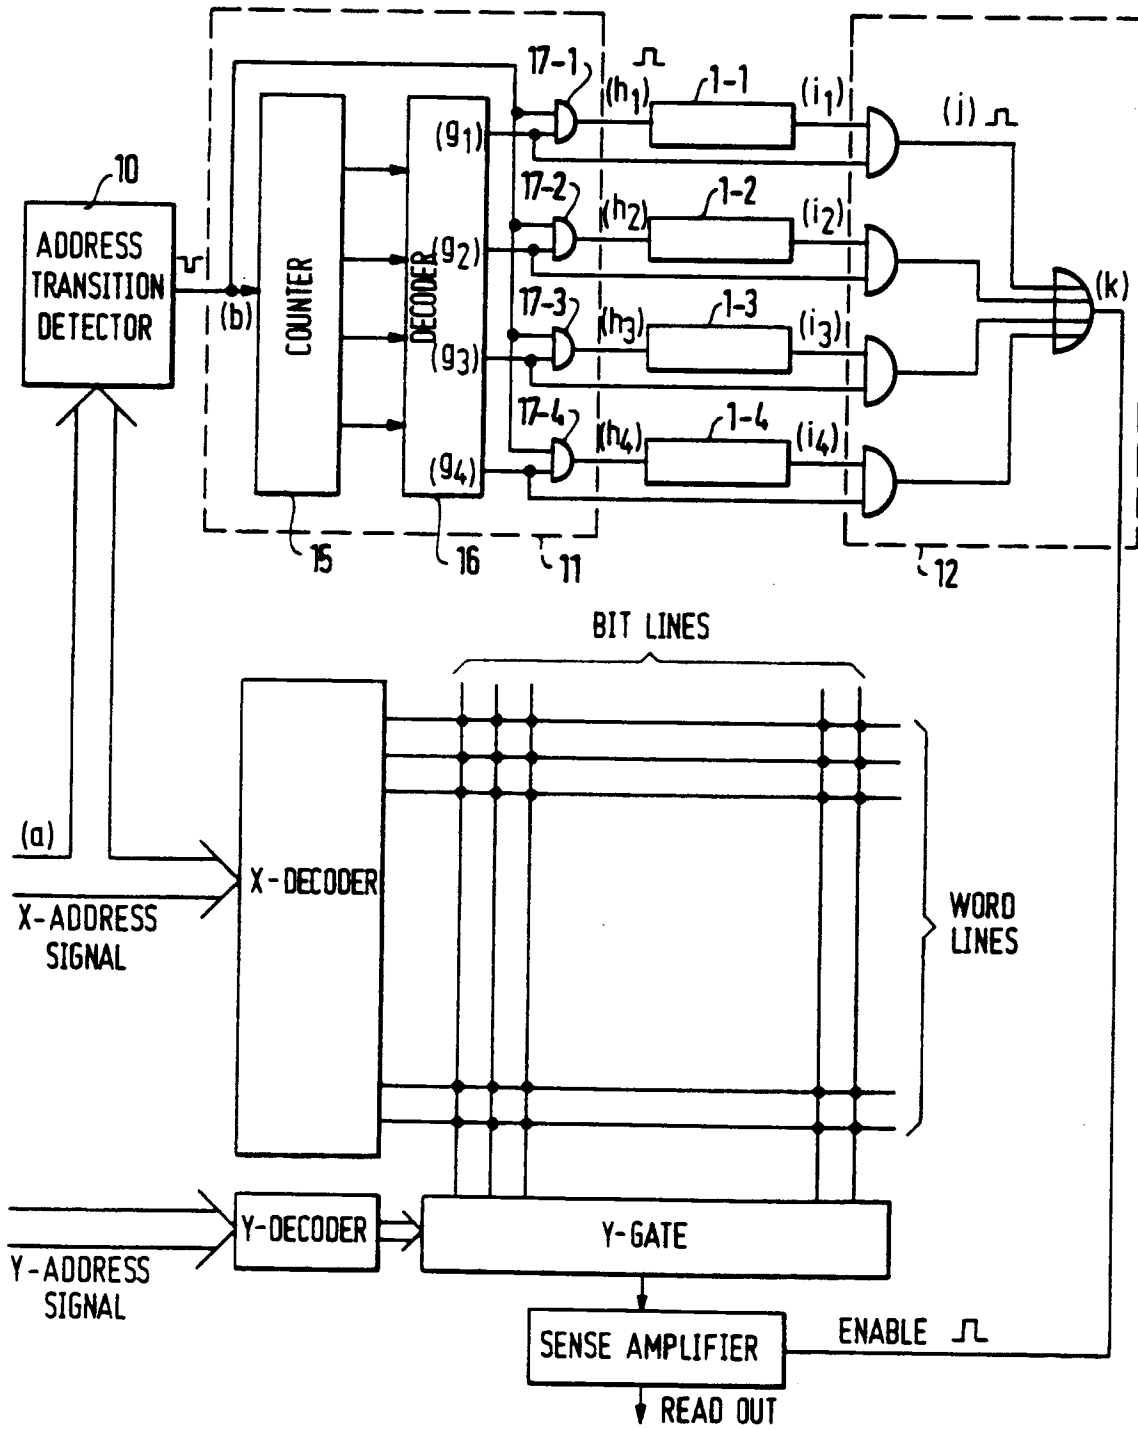 17-1
(h₁)
1-1
(i₁)
(j)
10
(g₁)
ADDRESS
TRANSITION
DETECTOR
(b)
COUNTER
DECODER
17-2
(h₂)
1-2
(i₂)
(g₂)
(k)
17-3
(h₃)
1-3
(i₃)
(g₃)
17-4
(h₄)
1-4
(i₄)
(g₄)
15
16
11
12
BIT LINES
(a)
X-DECODER
X-ADDRESS
SIGNAL
WORD
LINES
Y-DECODER
Y-GATE
Y-ADDRESS
SIGNAL
SENSE AMPLIFIER
ENABLE
READ OUT